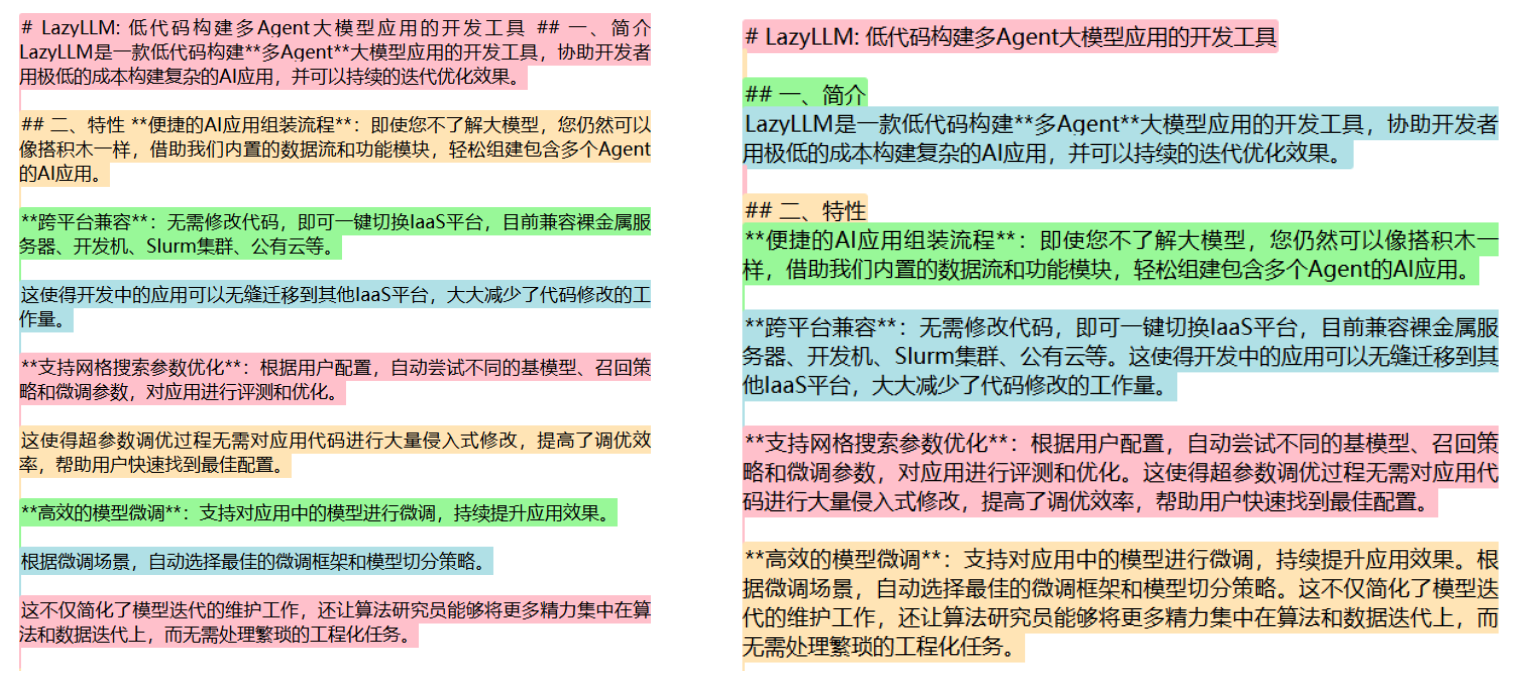 # LazyLLM: 低代码构建多Agent大模型应用的开发工具 ## 一、简介
LazyLLM是一款低代码构建**多Agent**大模型应用的开发工具，协助开发者
用极低的成本构建复杂的AI应用，并可以持续的迭代优化效果。
## 二、特性 **便捷的AI应用组装流程**：即使您不了解大模型，您仍然可以
像搭积木一样，借助我们内置的数据流和功能模块，轻松组建包含多个Agent
的AI应用。
**跨平台兼容**：无需修改代码，即可一键切换IaaS平台，目前兼容裸金属服
务器、开发机、Slurm集群、公有云等。
这使得开发中的应用可以无缝迁移到其他IaaS平台，大大减少了代码修改的工
作量。
**支持网格搜索参数优化**：根据用户配置，自动尝试不同的基模型、召回策
略和微调参数，对应用进行评测和优化。
这使得超参数调优过程无需对应用代码进行大量侵入式修改，提高了调优效
率，帮助用户快速找到最佳配置。
**高效的模型微调**：支持对应用中的模型进行微调，持续提升应用效果。
根据微调场景，自动选择最佳的微调框架和模型切分策略。
这不仅简化了模型迭代的维护工作，还让算法研究员能够将更多精力集中在算
法和数据迭代上，而无需处理繁琐的工程化任务。
# LazyLLM: 低代码构建多Agent大模型应用的开发工具
## 一、简介
LazyLLM是一款低代码构建**多Agent**大模型应用的开发工具，协助开发者
用极低的成本构建复杂的AI应用，并可以持续的迭代优化效果。
## 二、特性
**便捷的AI应用组装流程**：即使您不了解大模型，您仍然可以像搭积木一
样，借助我们内置的数据流和功能模块，轻松组建包含多个Agent的AI应用。
**跨平台兼容**：无需修改代码，即可一键切换IaaS平台，目前兼容裸金属服
务器、开发机、Slurm集群、公有云等。这使得开发中的应用可以无缝迁移到其
他IaaS平台，大大减少了代码修改的工作量。
**支持网格搜索参数优化**：根据用户配置，自动尝试不同的基模型、召回策
略和微调参数，对应用进行评测和优化。这使得超参数调优过程无需对应用代
码进行大量侵入式修改，提高了调优效率，帮助用户快速找到最佳配置。
**高效的模型微调**：支持对应用中的模型进行微调，持续提升应用效果。根
据微调场景，自动选择最佳的微调框架和模型切分策略。这不仅简化了模型迭
代的维护工作，还让算法研究员能够将更多精力集中在算法和数据迭代上，而
无需处理繁琐的工程化任务。